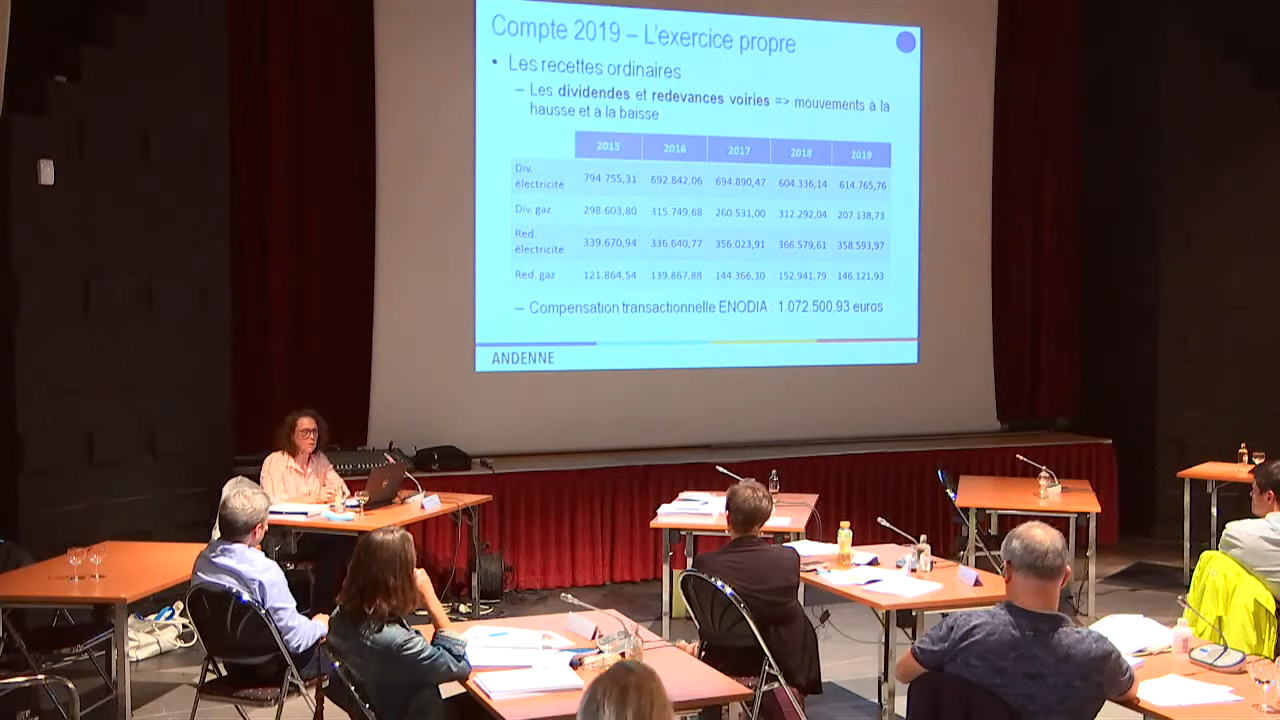 Compte 2019 – L'exercice propre
• Les recettes ordinaires
– Les dividendes et redevances voiries => mouvements à la
hausse et à la baisse
2015 2016 2017 2018 2019
Div. électricité 794.755,31 692.842,06 694.890,47 604.336,14 614.765,76
Div. gaz 298.603,80 315.749,68 260.531,00 312.292,04 207.138,73
Red. électricité 339.670,94 336.640,77 356.023,91 366.579,61 358.593,97
Red. gaz 121.864,54 139.867,88 144.366,30 152.941,79 146.121,93
– Compensation transactionnelle ENODIA : 1 072 500,93 euros
ANDENNE